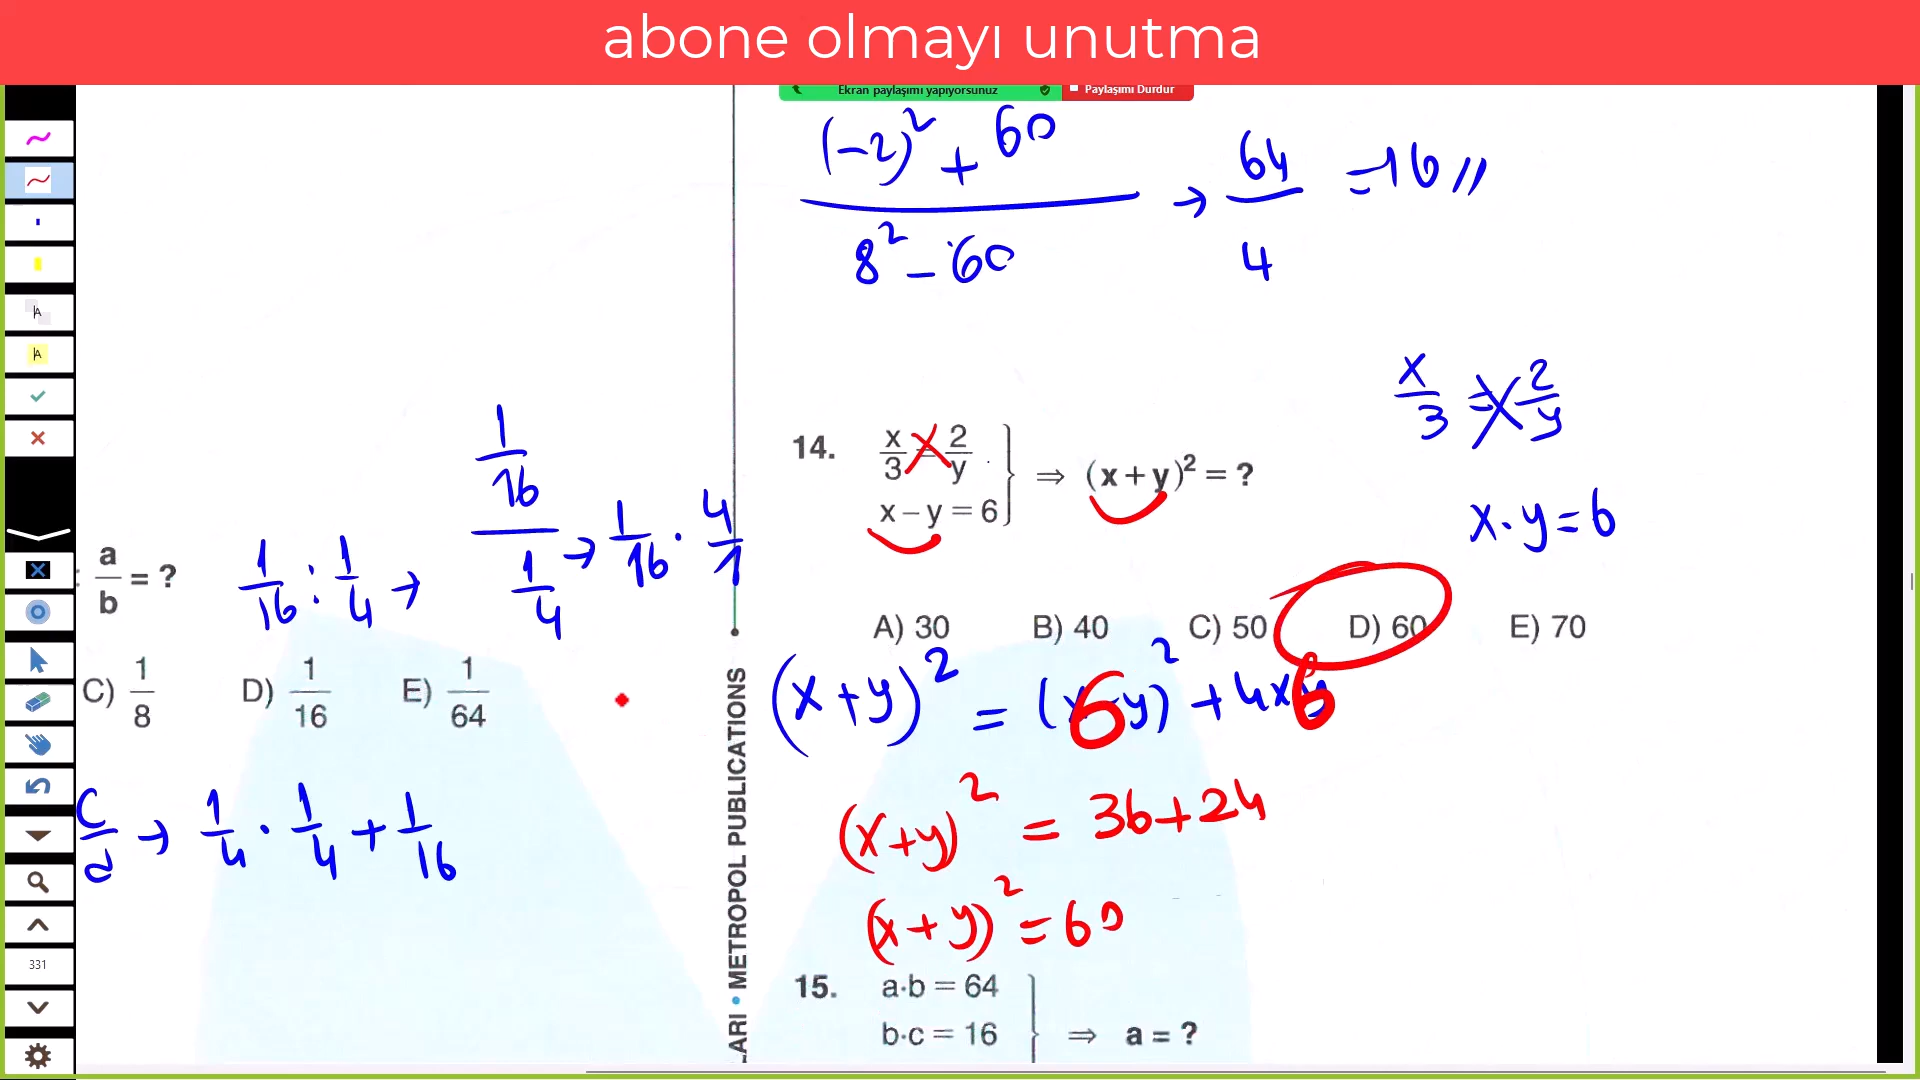 abone olmayı unutma
Ekran paylaşımı yapıyorsunuz
Paylaşımı Durdur
331
a/b = ?
1/16 : 1/4 → (1/16)/(1/4) → 1/16 · 4/1
C) 1/8 D) 1/16 E) 1/64
c/a → 1/4 · 1/4 + 1/16
LARI • METROPOL PUBLICATIONS
((-2)² + 60)/(8² - 60) → 64/4 = 16 //
14. x/3 = 2/y
x – y = 6 ⇒ (x + y)² = ?
x/3 = 2/y
x · y = 6
A) 30 B) 40 C) 50 D) 60 E) 70
(x+y)² = (x-y)² + 4xy
6 6
(x+y)² = 36+24
(x+y)² = 60
15. a·b = 64
b·c = 16 ⇒ a = ?